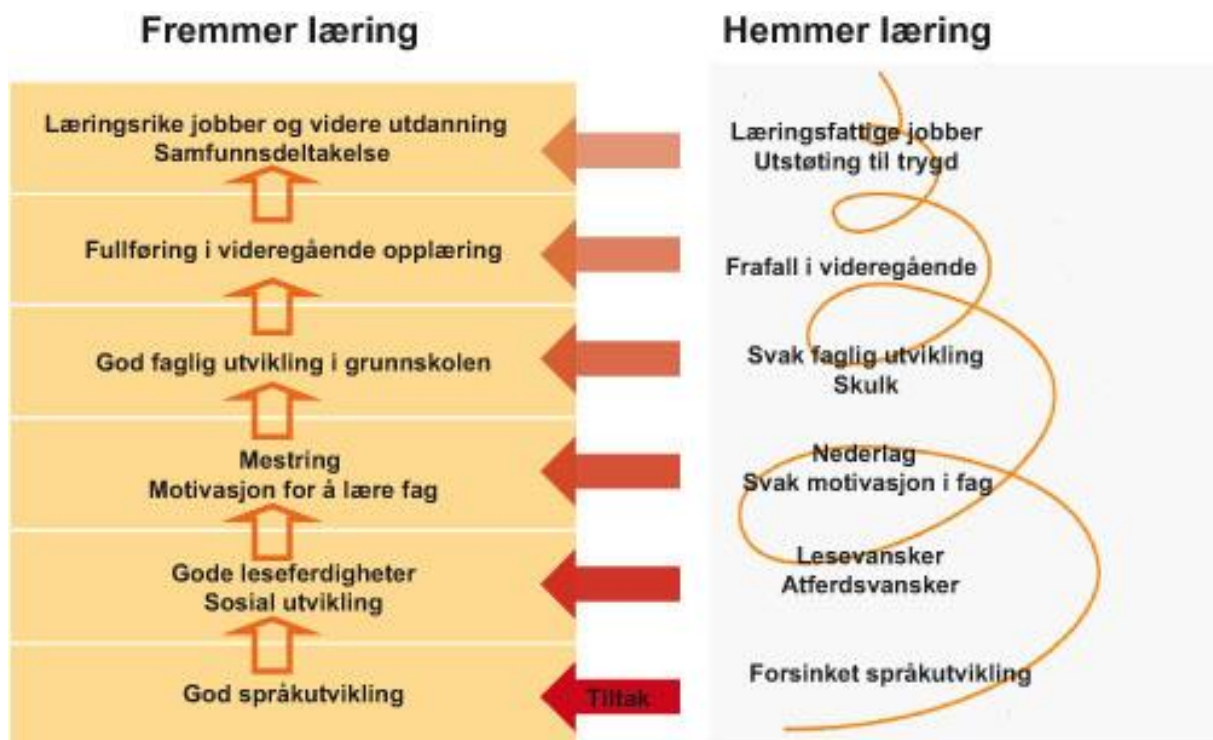 Fremmer læring
Læringsrike jobber og videre utdanning
Samfunnsdeltakelse
Fullføring i videregående opplæring
God faglig utvikling i grunnskolen
Mestring
Motivasjon for å lære fag
Gode leseferdigheter
Sosial utvikling
God språkutvikling
Tiltak
Hemmer læring
Læringsfattige jobber
Utstøting til trygd
Frafall i videregående
Svak faglig utvikling
Skulk
Nederlag
Svak motivasjon i fag
Lesevansker
Atferdsvansker
Forsinket språkutvikling